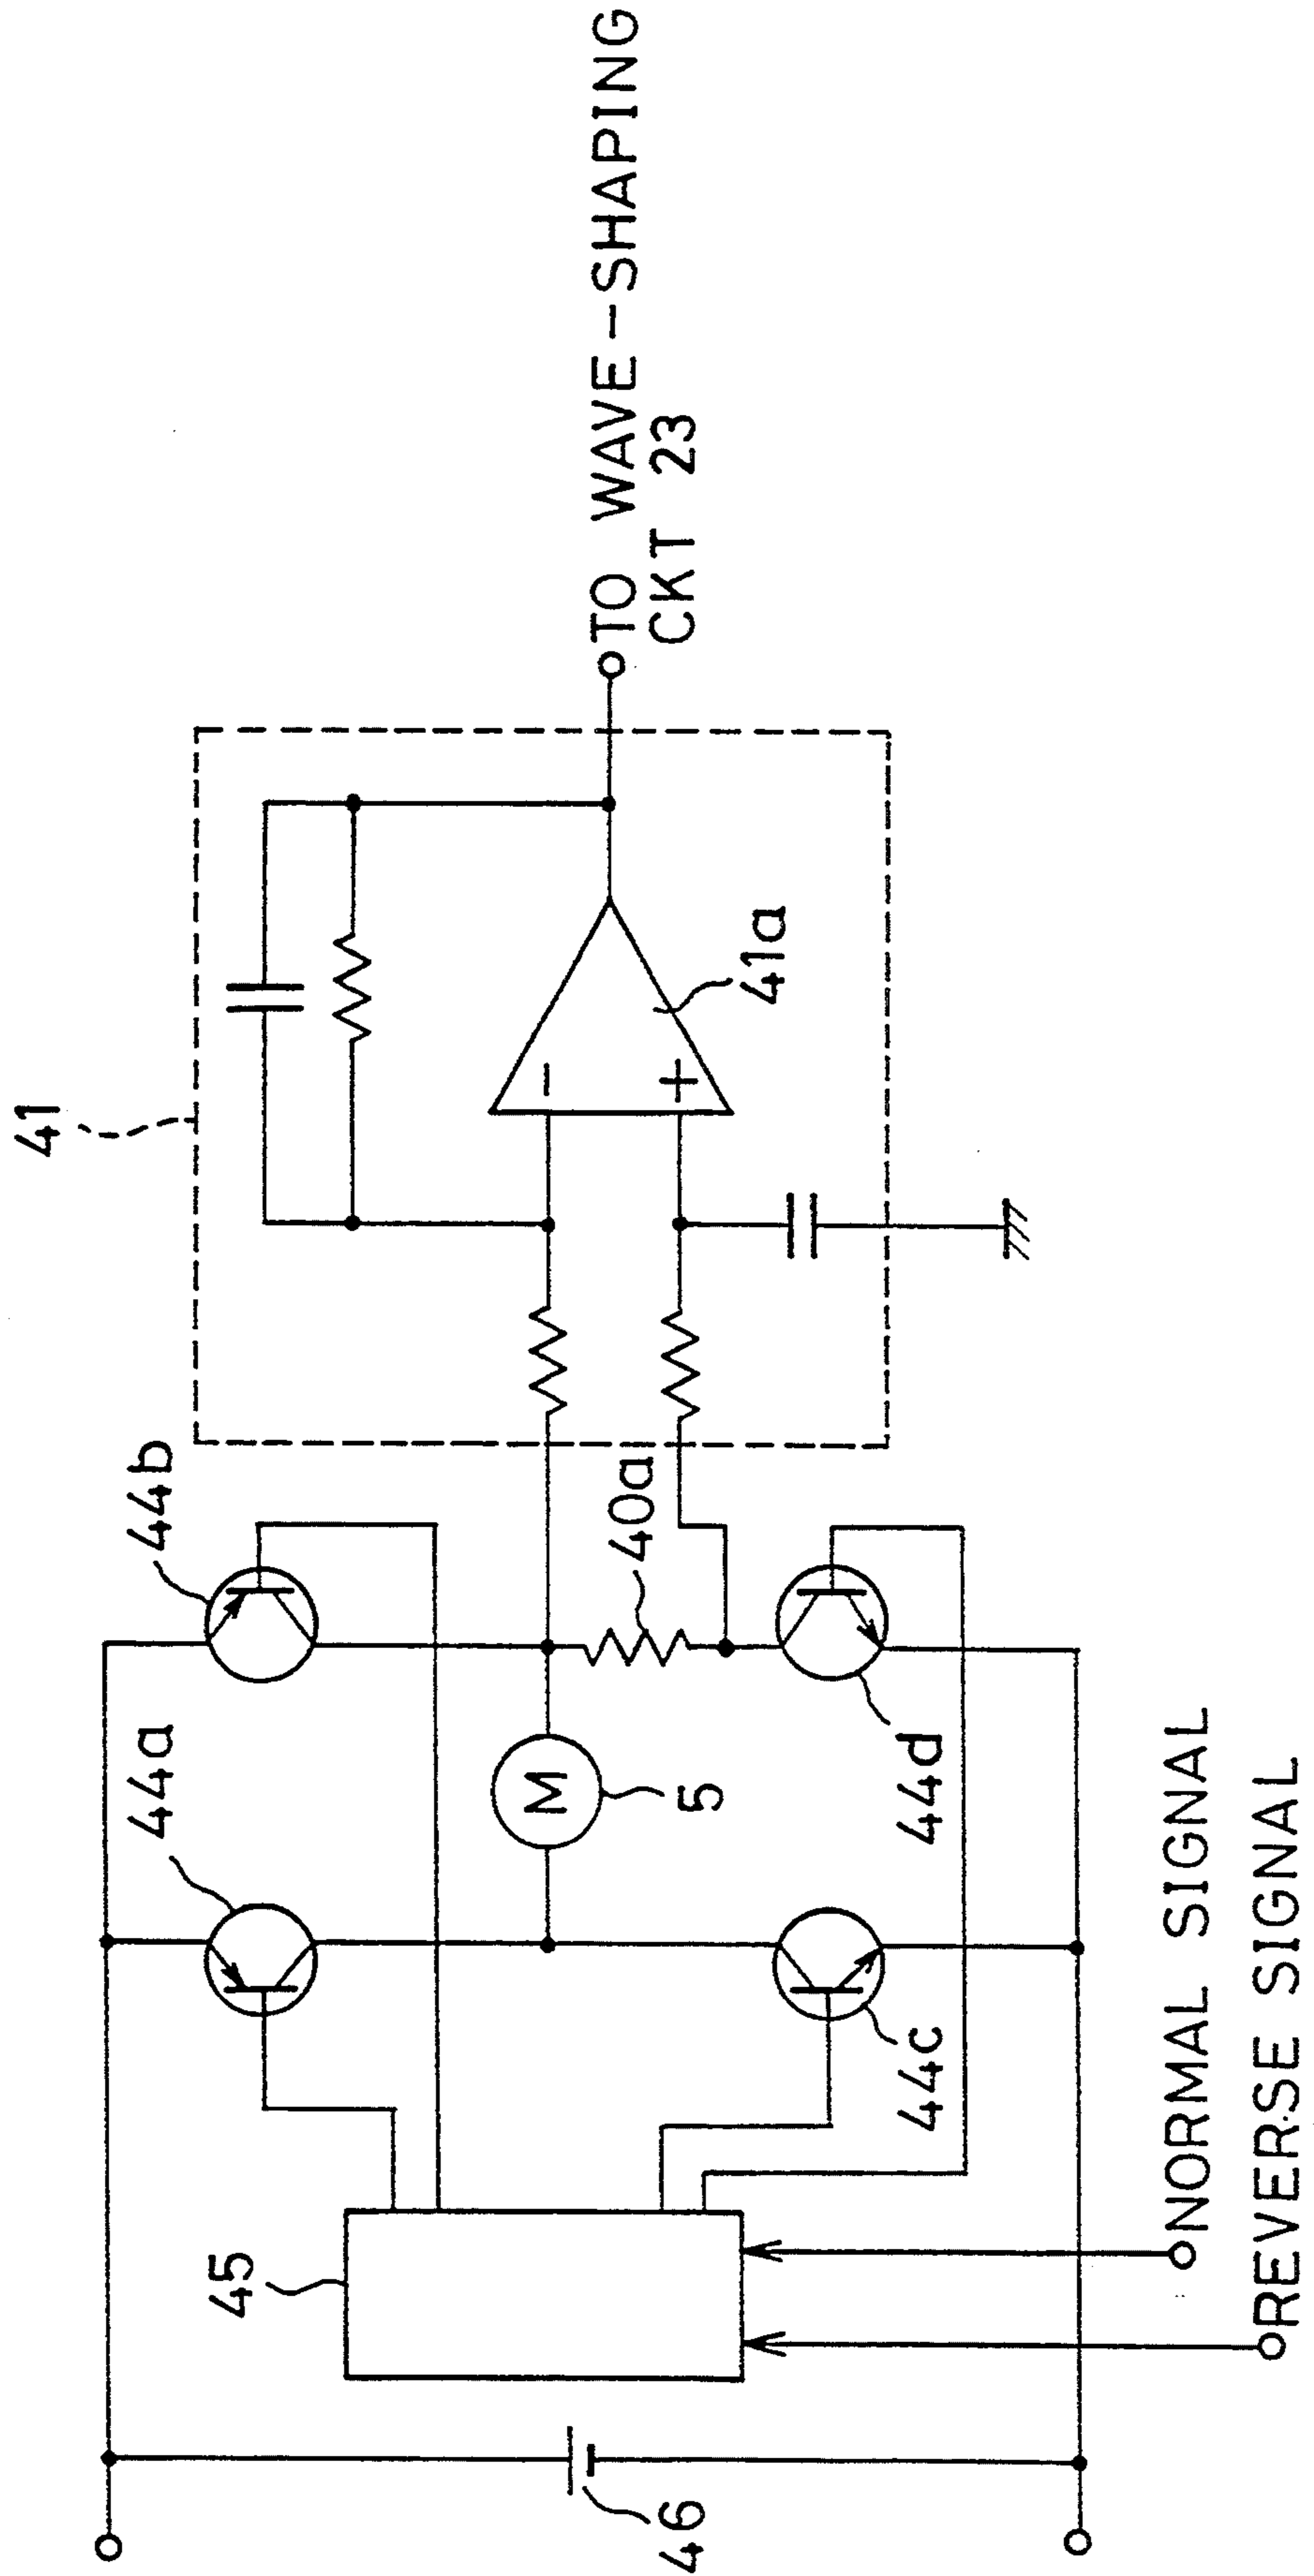 41
44b
44a
45
46
M
5
40a
−
+
41a
44d
44c
TO WAVE-SHAPING
CKT 23
NORMAL SIGNAL
REVERSE SIGNAL